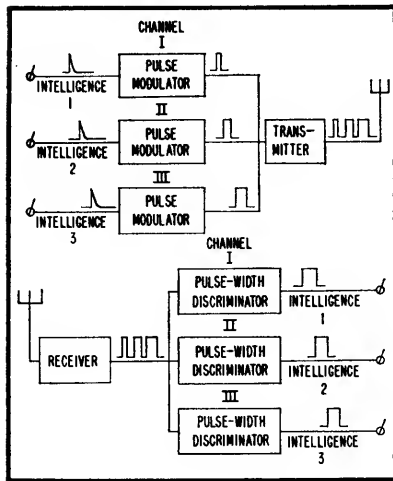 CHANNEL
I
PULSE
MODULATOR
INTELLIGENCE
1
II
PULSE
MODULATOR
INTELLIGENCE
2
TRANS-
MITTER
III
PULSE
MODULATOR
INTELLIGENCE
3
CHANNEL
I
PULSE-WIDTH
DISCRIMINATOR
INTELLIGENCE
1
II
RECEIVER
PULSE-WIDTH
DISCRIMINATOR
INTELLIGENCE
2
III
PULSE-WIDTH
DISCRIMINATOR
INTELLIGENCE
3